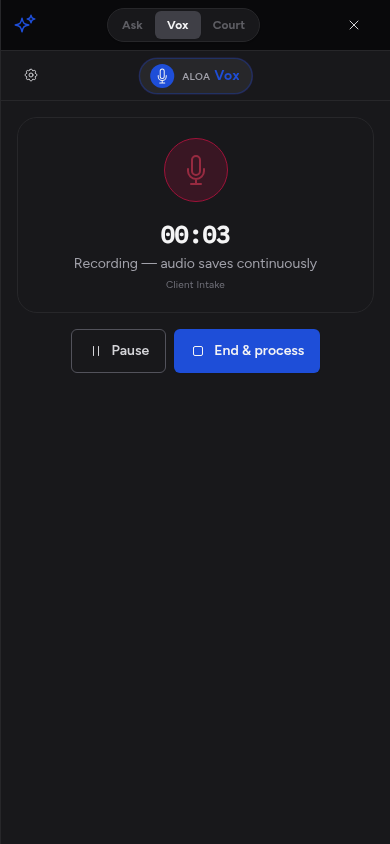 Ask Vox Court
ALOA Vox
00:03
Recording — audio saves continuously
Client Intake
Pause End & process